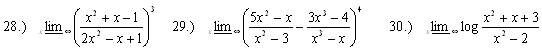 28.) lim ∞ ( (x² + x − 1) / (2x² − x + 1) )³ 29.) lim ∞ ( (5x² − x) / (x² − 3) − (3x³ − 4) / (x³ − x) )⁴ 30.) lim ∞ log (x² + x + 3) / (x² − 2)